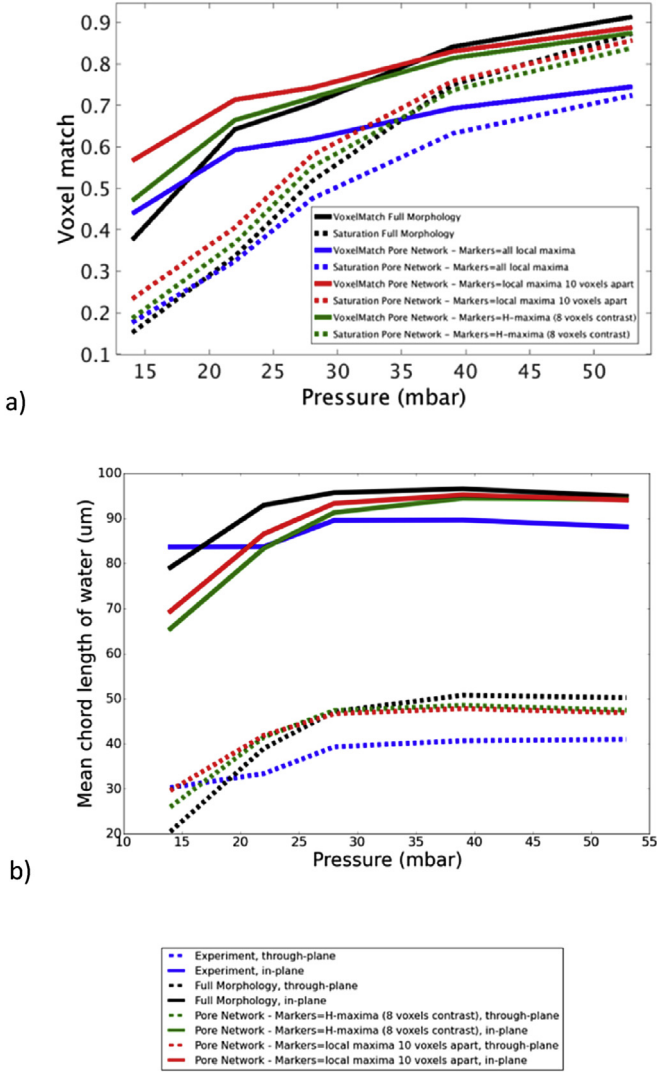 0.9
0.8
0.7
0.6
0.5
0.4
0.3
0.2
0.1
Voxel match
VoxelMatch Full Morphology
Saturation Full Morphology
VoxelMatch Pore Network - Markers=all local maxima
Saturation Pore Network - Markers=all local maxima
VoxelMatch Pore Network - Markers=local maxima 10 voxels apart
Saturation Pore Network - Markers=local maxima 10 voxels apart
VoxelMatch Pore Network - Markers=H-maxima (8 voxels contrast)
Saturation Pore Network - Markers=H-maxima (8 voxels contrast)
15 20 25 30 35 40 45 50
Pressure (mbar)
a)
100
90
80
70
60
50
40
30
20
Mean chord length of water (um)
10 15 20 25 30 35 40 45 50 55
Pressure (mbar)
b)
Experiment, through-plane
Experiment, in-plane
Full Morphology, through-plane
Full Morphology, in-plane
Pore Network - Markers=H-maxima (8 voxels contrast), through-plane
Pore Network - Markers=H-maxima (8 voxels contrast), in-plane
Pore Network - Markers=local maxima 10 voxels apart, through-plane
Pore Network - Markers=local maxima 10 voxels apart, in-plane